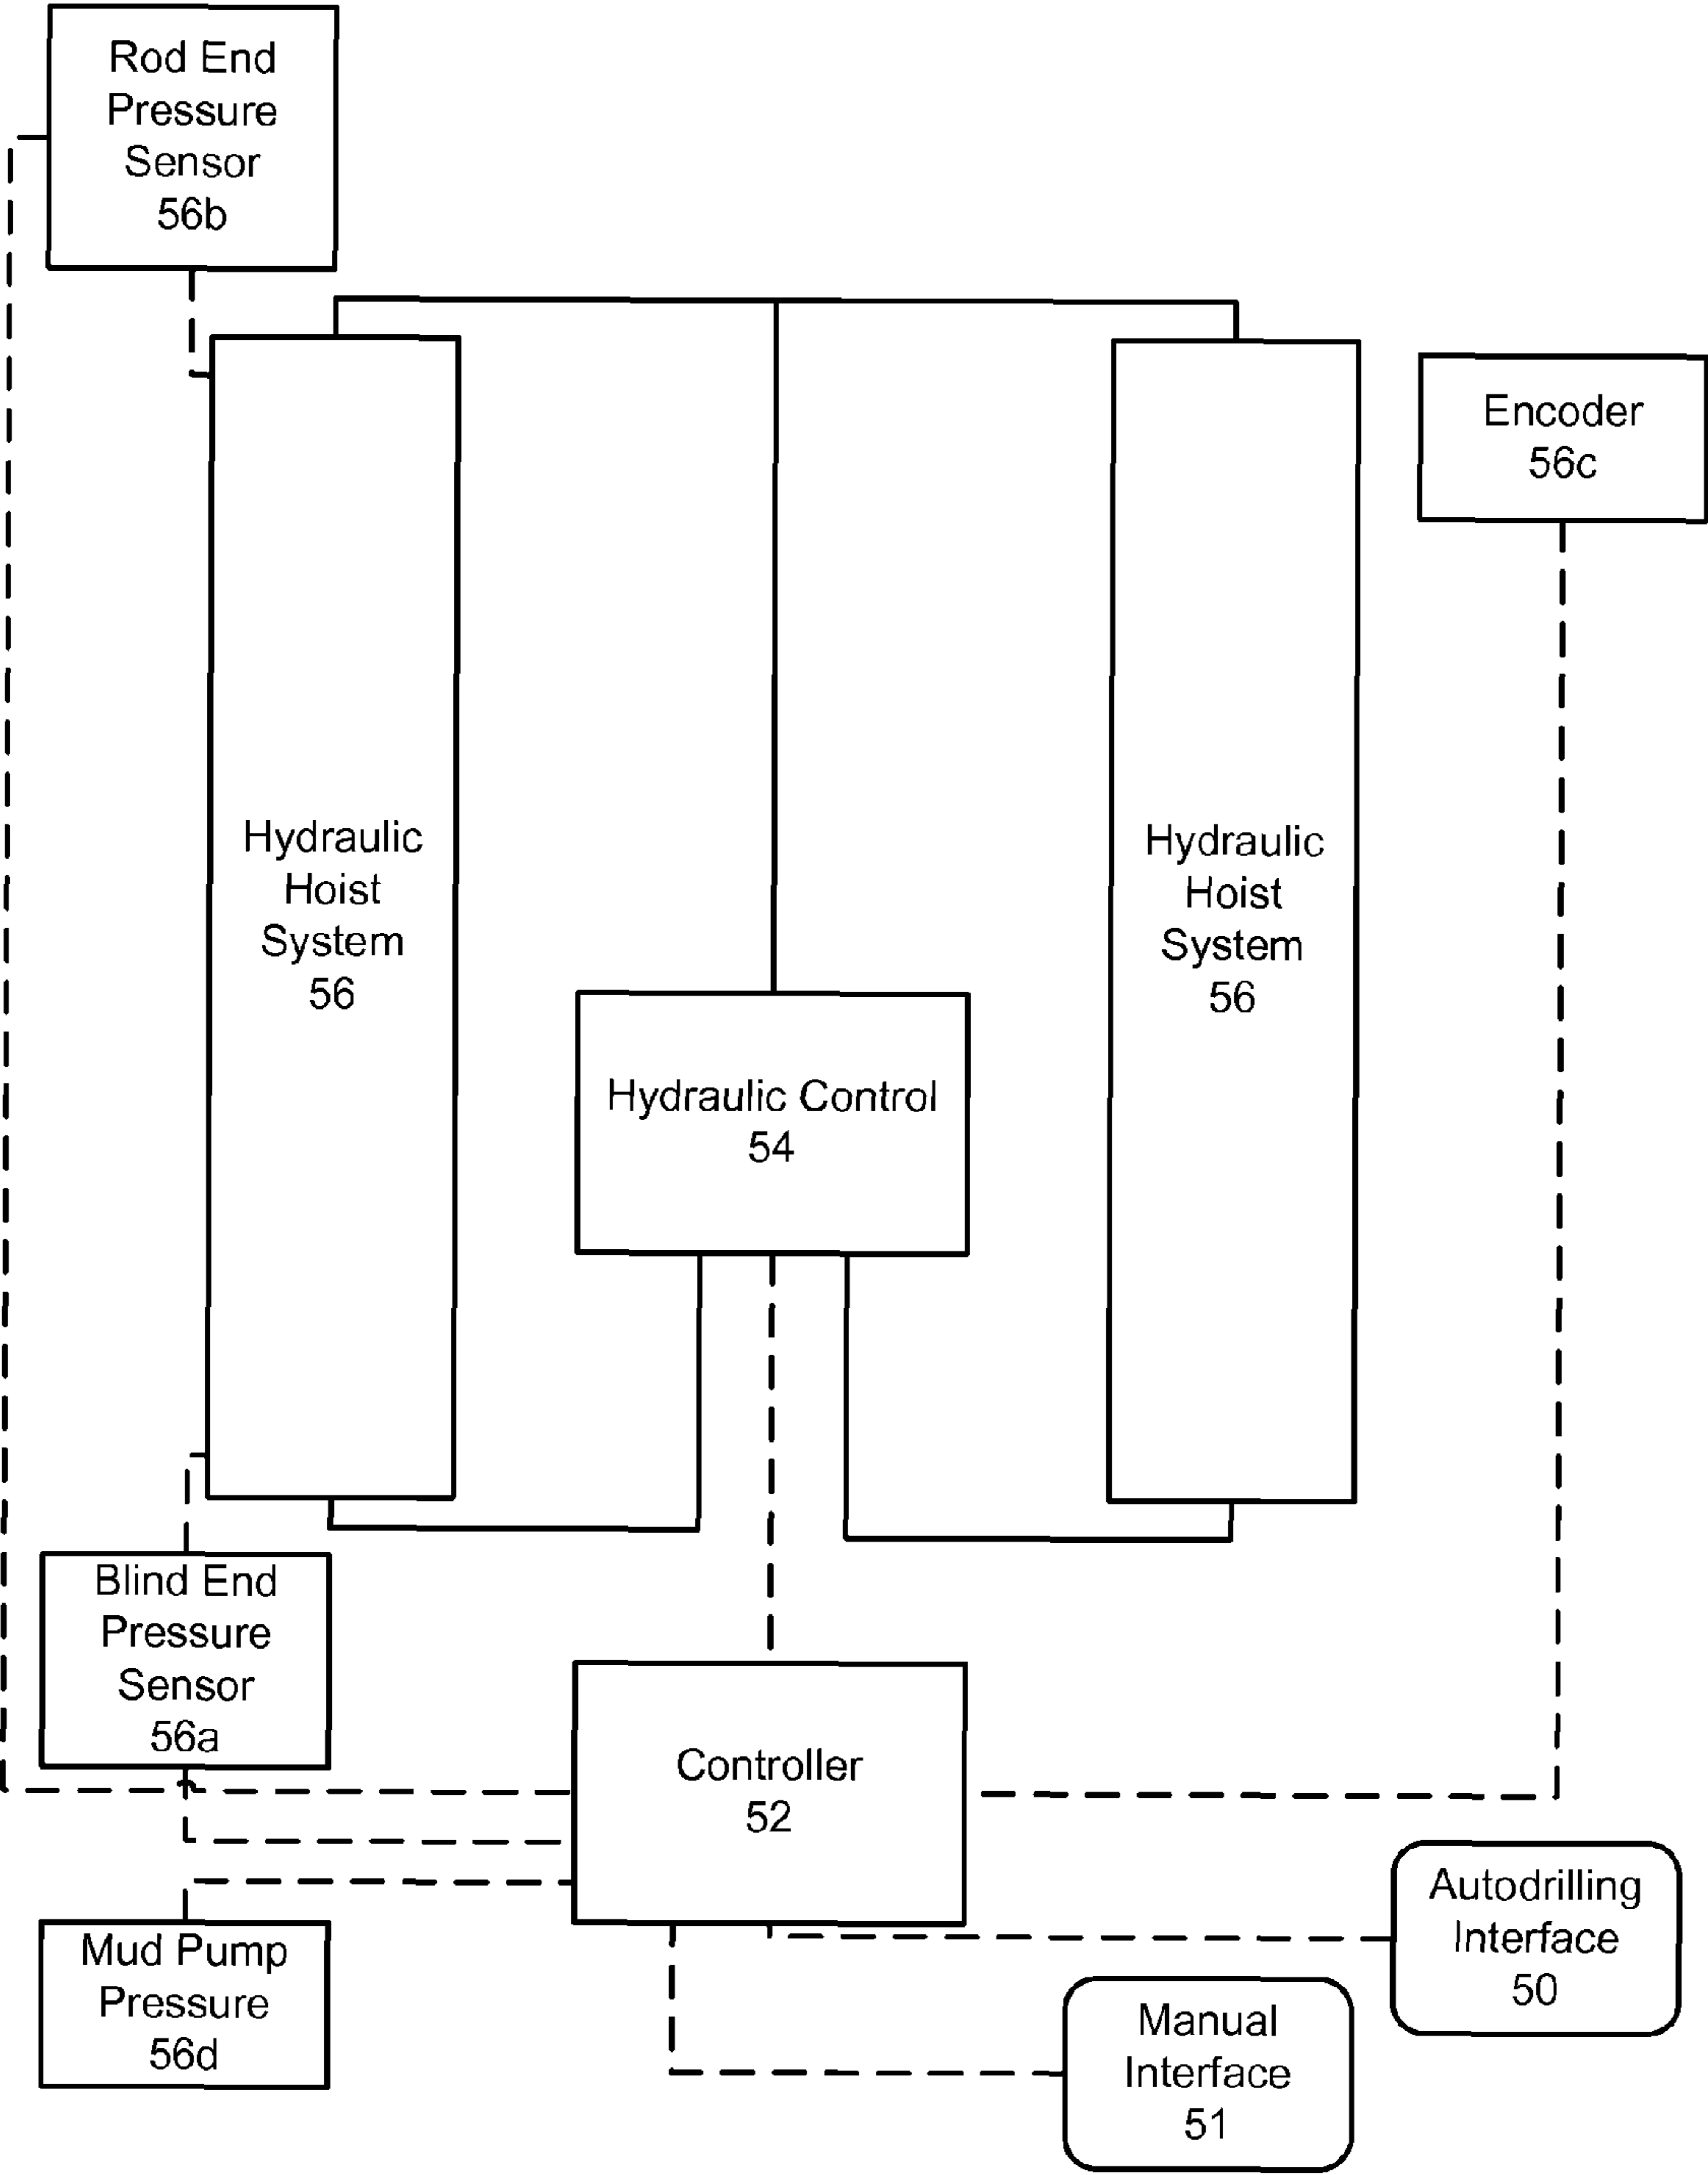 Rod End
Pressure
Sensor
56b
Encoder
56c
Hydraulic
Hoist
System
56
Hydraulic
Hoist
System
56
Hydraulic Control
54
Blind End
Pressure
Sensor
56a
Controller
52
Autodrilling
Interface
50
Mud Pump
Pressure
56d
Manual
Interface
51